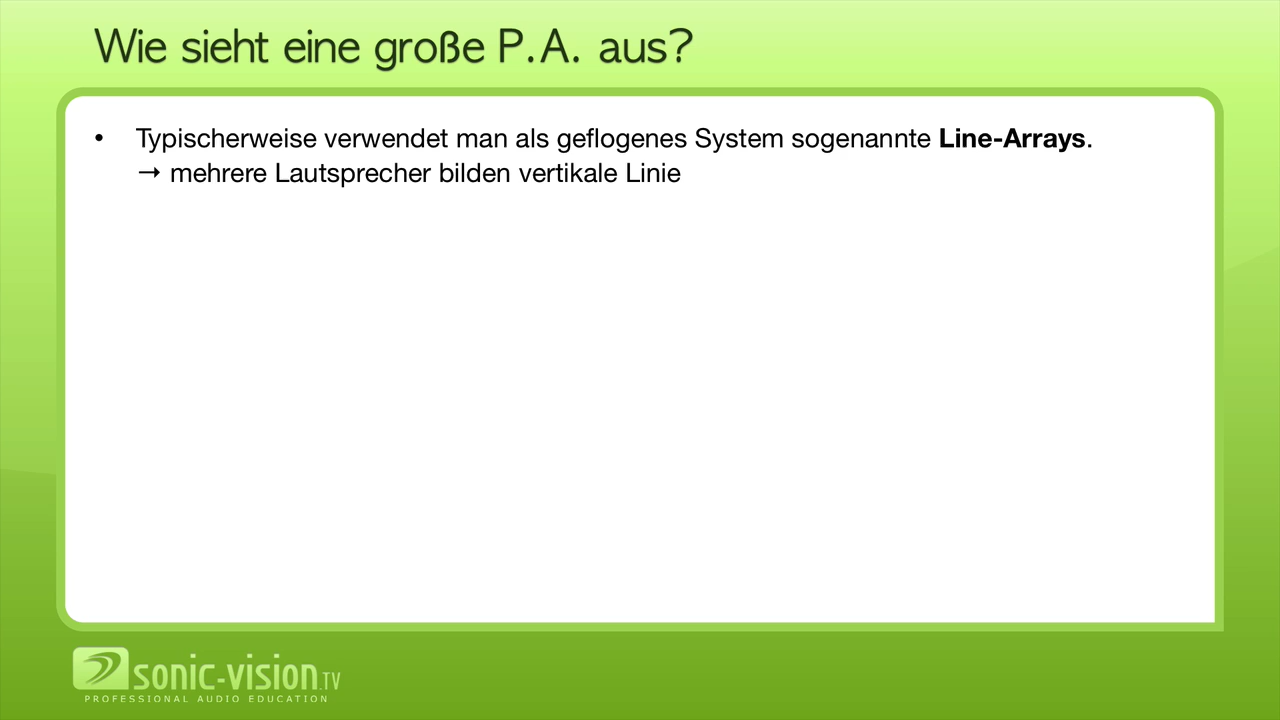 Wie sieht eine große P.A. aus?
• Typischerweise verwendet man als geflogenes System sogenannte Line-Arrays.
→ mehrere Lautsprecher bilden vertikale Linie
sonic-vision.TV
PROFESSIONAL AUDIO EDUCATION